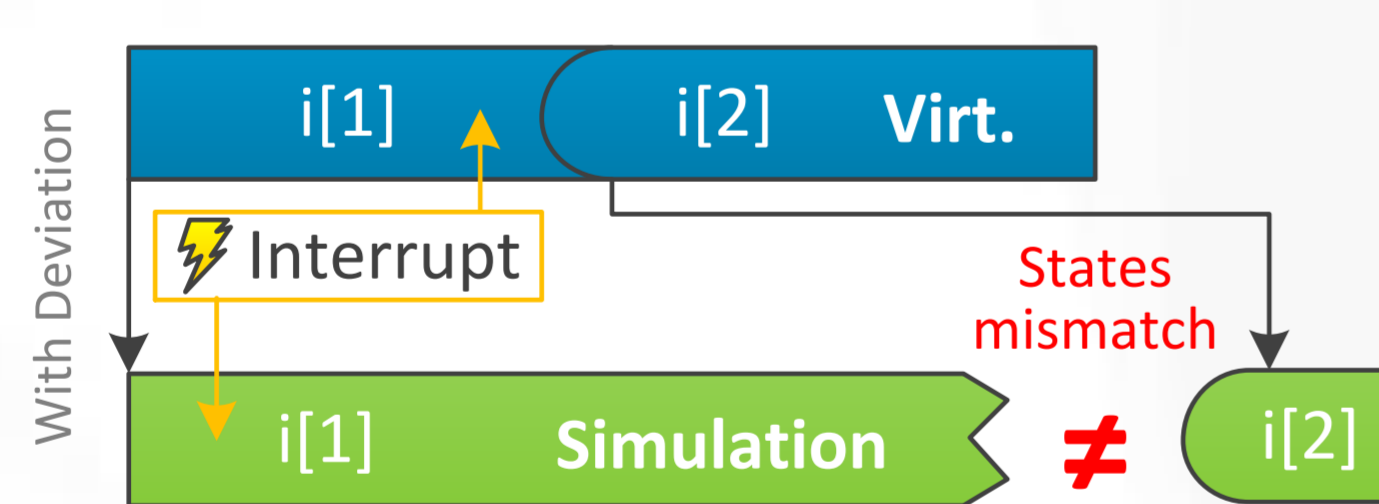 With Deviation
i[1]
i[2]
Virt.
Interrupt
States
mismatch
i[1]
Simulation
≠
i[2]